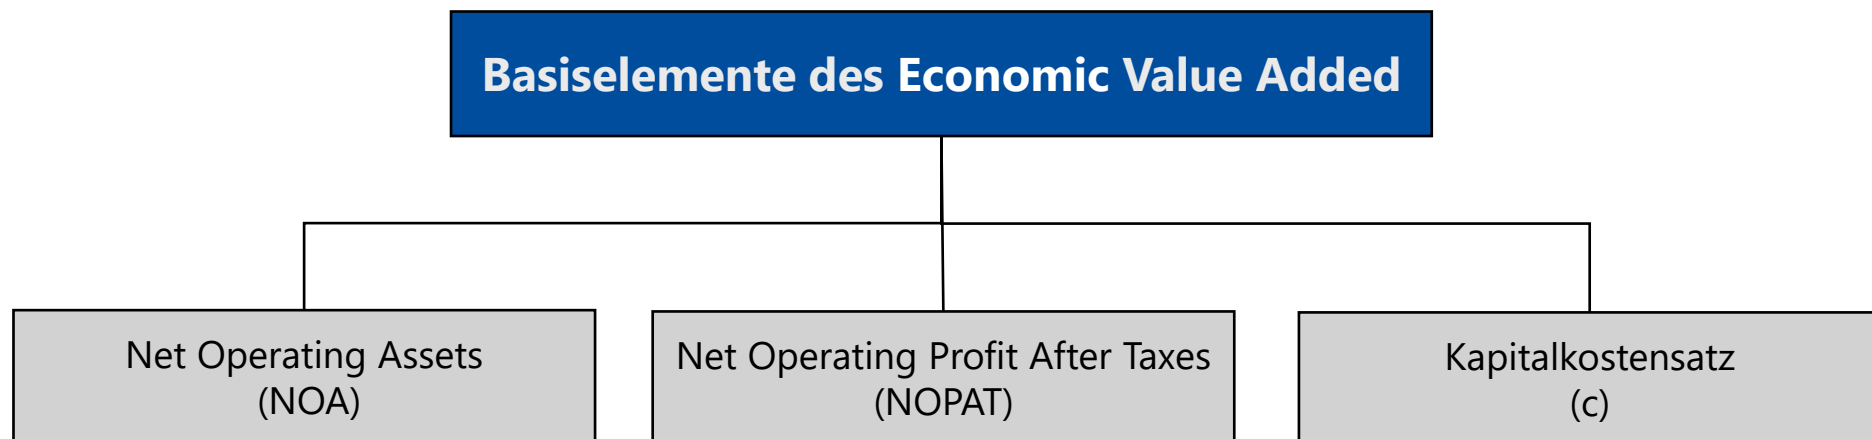 Basiselemente des Economic Value Added
Net Operating Assets
(NOA)
Net Operating Profit After Taxes
(NOPAT)
Kapitalkostensatz
(c)